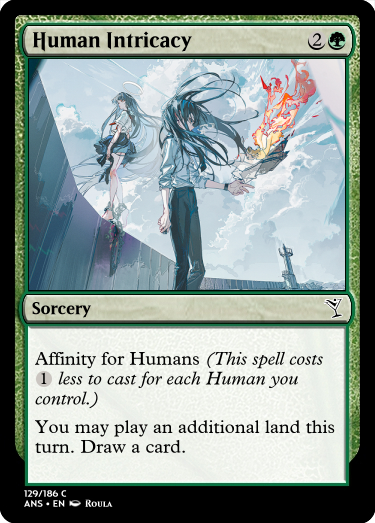 Human Intricacy 2
Sorcery
Affinity for Humans (This spell costs
1 less to cast for each Human you
control.)
You may play an additional land this
turn. Draw a card.
129/186 C
ANS • EN Roula